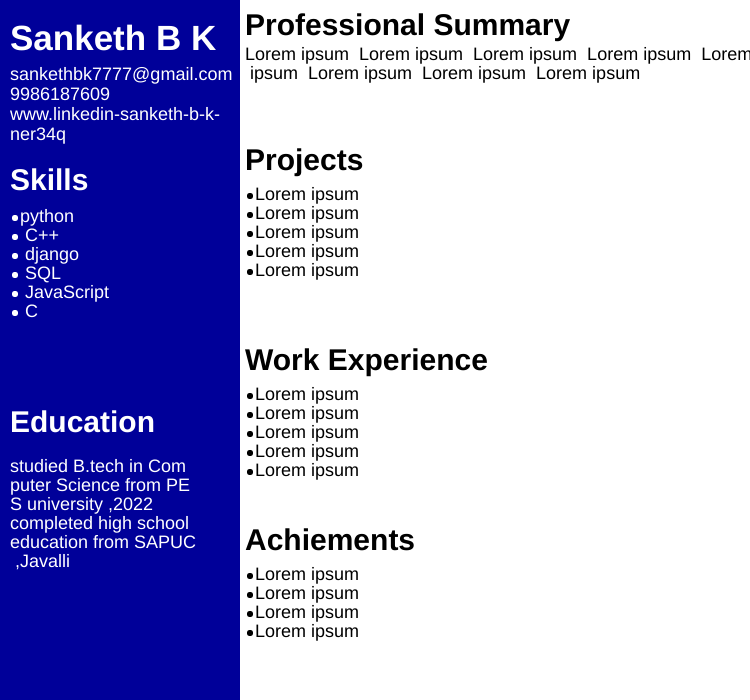 Sanketh B K
sankethbk7777@gmail.com
9986187609
www.linkedin-sanketh-b-k-
ner34q
Skills
•python
• C++
• django
• SQL
• JavaScript
• C
Education
studied B.tech in Com
puter Science from PE
S university ,2022
completed high school
education from SAPUC
,Javalli
Professional Summary
Lorem ipsum Lorem ipsum Lorem ipsum Lorem ipsum Lorem
ipsum Lorem ipsum Lorem ipsum Lorem ipsum
Projects
•Lorem ipsum
•Lorem ipsum
•Lorem ipsum
•Lorem ipsum
•Lorem ipsum
Work Experience
•Lorem ipsum
•Lorem ipsum
•Lorem ipsum
•Lorem ipsum
•Lorem ipsum
Achiements
•Lorem ipsum
•Lorem ipsum
•Lorem ipsum
•Lorem ipsum